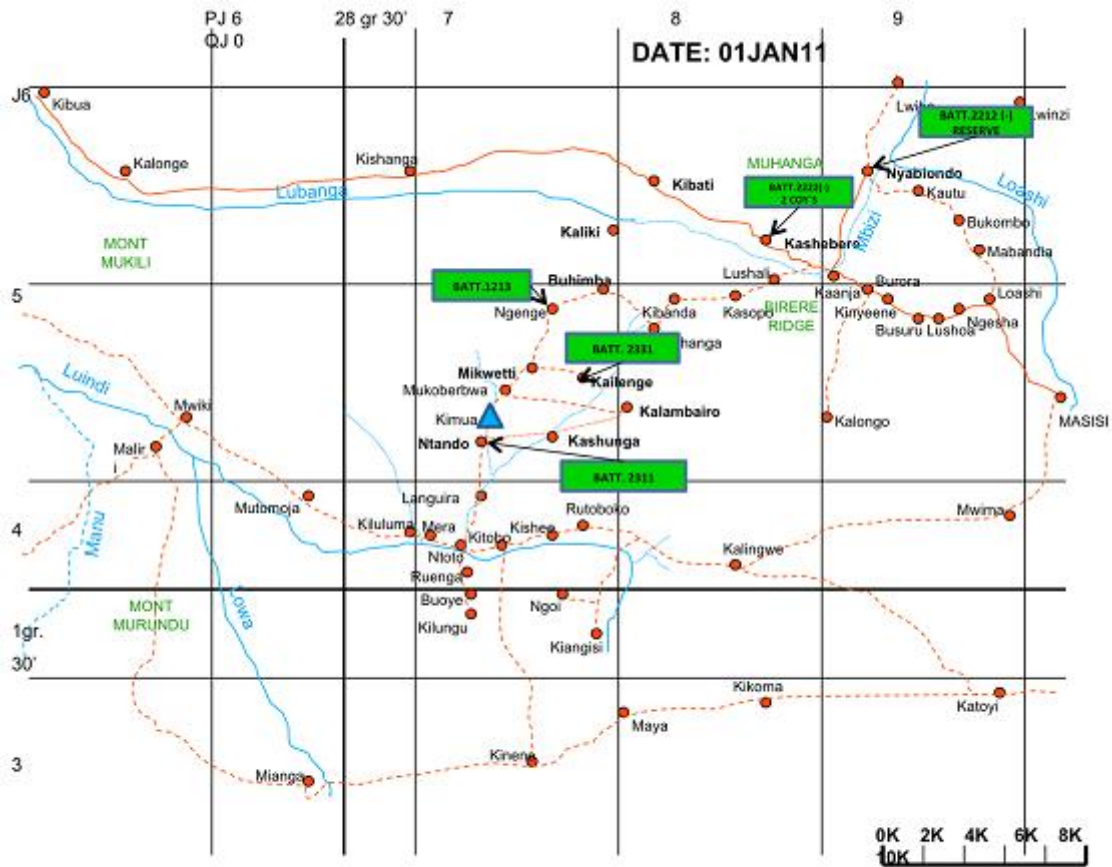 PJ 6
QJ 0
28 gr 30' 7 8 9
DATE: 01JAN11
J6
Kibua
Lwinzi
BATT.2212 (-)
RESERVE
Kalonge
Kishanga
MUHANGA
Kibati
Nyabiondo
Kautu
Loashi
Lubanga
BATT.2222(-)
2 COY'S
Mbizi
Bukombo
MONT
MUKILI
Kaliki
Kashebere
Mabandia
5
BATT.1213
Buhimba
Lushali
Burora
Loashi
Ngenge
Kibanda
Kasopo
Kaanja
Kinyeene
BIRERE
RIDGE
Busuru
Lushoa
Ngesha
hanga
BATT. 2331
Luindi
Mikwetti
Kailenge
Mukoberbwa
Mwiki
Kimua
Kalambairo
Kalongo
MASISI
Malir
i
Ntando
Kashunga
BATT. 2311
Languira
Mutomoja
Rutoboko
Mwima
4
Manu
Kiluluma
Mera
Kitobo
Kishee
Ntoto
Kalingwe
Ruenga
MONT
MURUNDU
Lowa
Buoye
Ngoi
Kilungu
1gr.
30'
Kiangisi
Kikoma
Katoyi
Maya
3
Kinene
Mianga
0K 2K 4K 6K 8K
10K